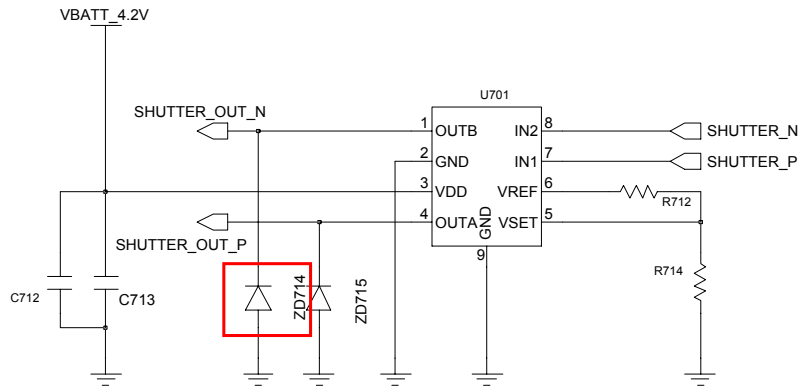 VBATT_4.2V
U701
SHUTTER_OUT_N
1 OUTB IN2 8 SHUTTER_N
2 GND IN1 7 SHUTTER_P
3 VDD VREF 6
R712
4 OUTA GND VSET 5
SHUTTER_OUT_P
9
R714
C712 C713 ZD714 ZD715